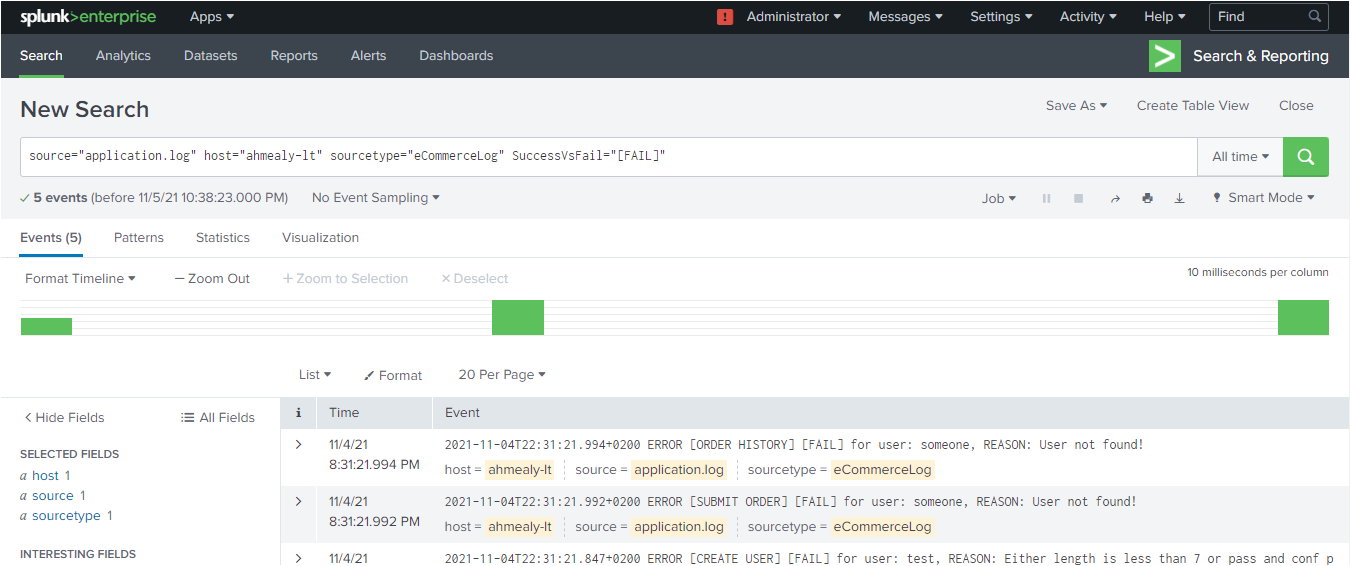 splunk>enterprise Apps Administrator Messages Settings Activity Help Find
Search Analytics Datasets Reports Alerts Dashboards Search & Reporting
New Search Save As Create Table View Close
source="application.log" host="ahmealy-lt" sourcetype="eCommerceLog" SuccessVsFail="[FAIL]" All time
5 events (before 11/5/21 10:38:23.000 PM) No Event Sampling Job Smart Mode
Events (5) Patterns Statistics Visualization
Format Timeline — Zoom Out + Zoom to Selection × Deselect 10 milliseconds per column
List Format 20 Per Page
< Hide Fields All Fields i Time Event
SELECTED FIELDS
a host 1
a source 1
a sourcetype 1
INTERESTING FIELDS
> 11/4/21 2021-11-04T22:31:21.994+0200 ERROR [ORDER HISTORY] [FAIL] for user: someone, REASON: User not found!
8:31:21.994 PM host = ahmealy-lt source = application.log sourcetype = eCommerceLog
> 11/4/21 2021-11-04T22:31:21.992+0200 ERROR [SUBMIT ORDER] [FAIL] for user: someone, REASON: User not found!
8:31:21.992 PM host = ahmealy-lt source = application.log sourcetype = eCommerceLog
> 11/4/21 2021-11-04T22:31:21.847+0200 ERROR [CREATE USER] [FAIL] for user: test, REASON: Either length is less than 7 or pass and conf p